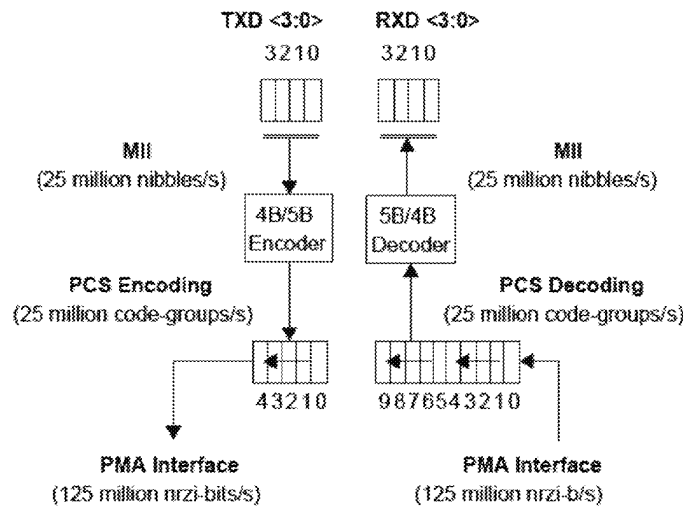 TXD <3:0> RXD <3:0>
3210 3210
MII MII
(25 million nibbles/s) (25 million nibbles/s)
4B/5B 5B/4B
Encoder Decoder
PCS Encoding PCS Decoding
(25 million code-groups/s) (25 million code-groups/s)
43210 9876543210
PMA Interface PMA Interface
(125 million nrzi-bits/s) (125 million nrzi-b/s)